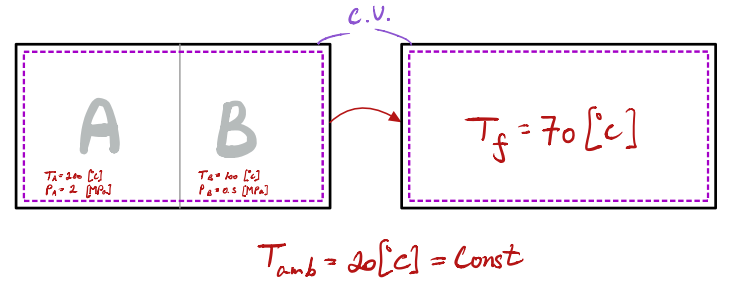 C.V.
A
B
T_A = 200 [°C]
P_A = 2 [MPa]
T_B = 100 [°C]
P_B = 0.5 [MPa]
T_f = 70 [°C]
T_amb = 20 [°C] = Const